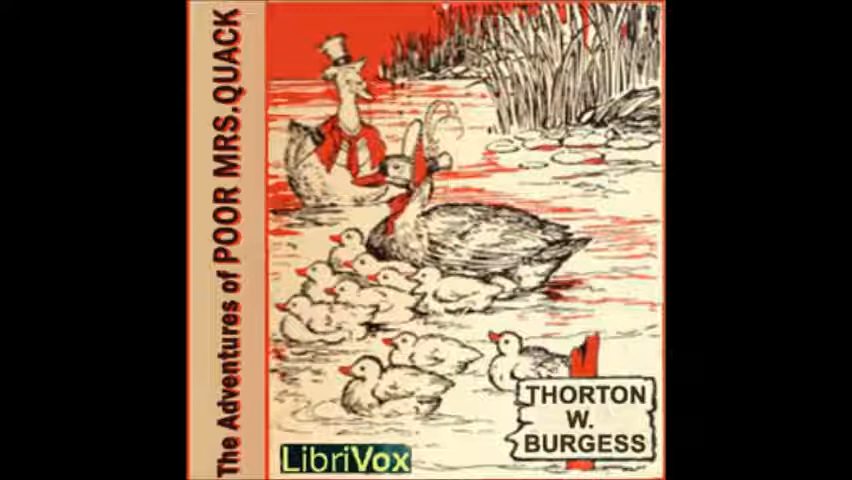 The Adventures of POOR MRS.QUACK
THORTON
W.
BURGESS
LibriVox